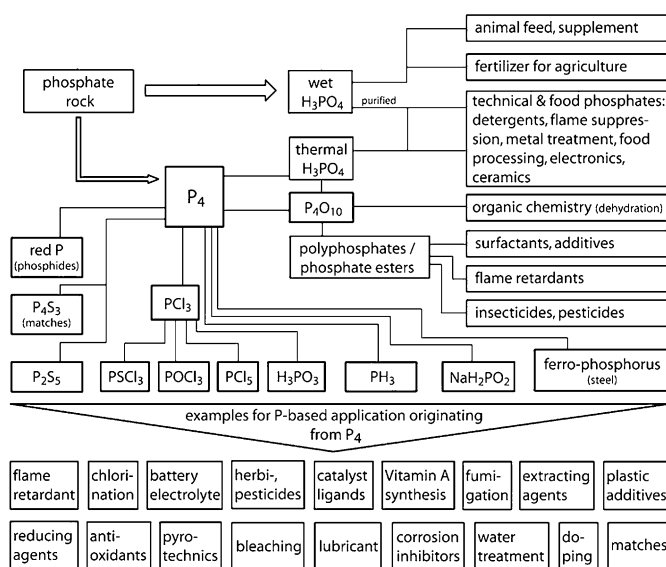 animal feed, supplement
phosphate
rock
wet
H₃PO₄
fertilizer for agriculture
purified
technical & food phosphates:
detergents, flame suppres-
sion, metal treatment, food
processing, electronics,
ceramics
thermal
H₃PO₄
P₄
P₄O₁₀
organic chemistry (dehydration)
red P
(phosphides)
polyphosphates /
phosphate esters
surfactants, additives
flame retardants
insecticides, pesticides
P₄S₃
(matches)
PCl₃
P₂S₅
PSCl₃
POCl₃
PCl₅
H₃PO₃
PH₃
NaH₂PO₂
ferro-phosphorus
(steel)
examples for P-based application originating
from P₄
flame
retardant
chlori-
nation
battery
electrolyte
herbi-,
pesticides
catalyst
ligands
Vitamin A
synthesis
fumi-
gation
extracting
agents
plastic
additives
reducing
agents
anti-
oxidants
pyro-
technics
bleaching
lubricant
corrosion
inhibitors
water
treatment
do-
ping
matches